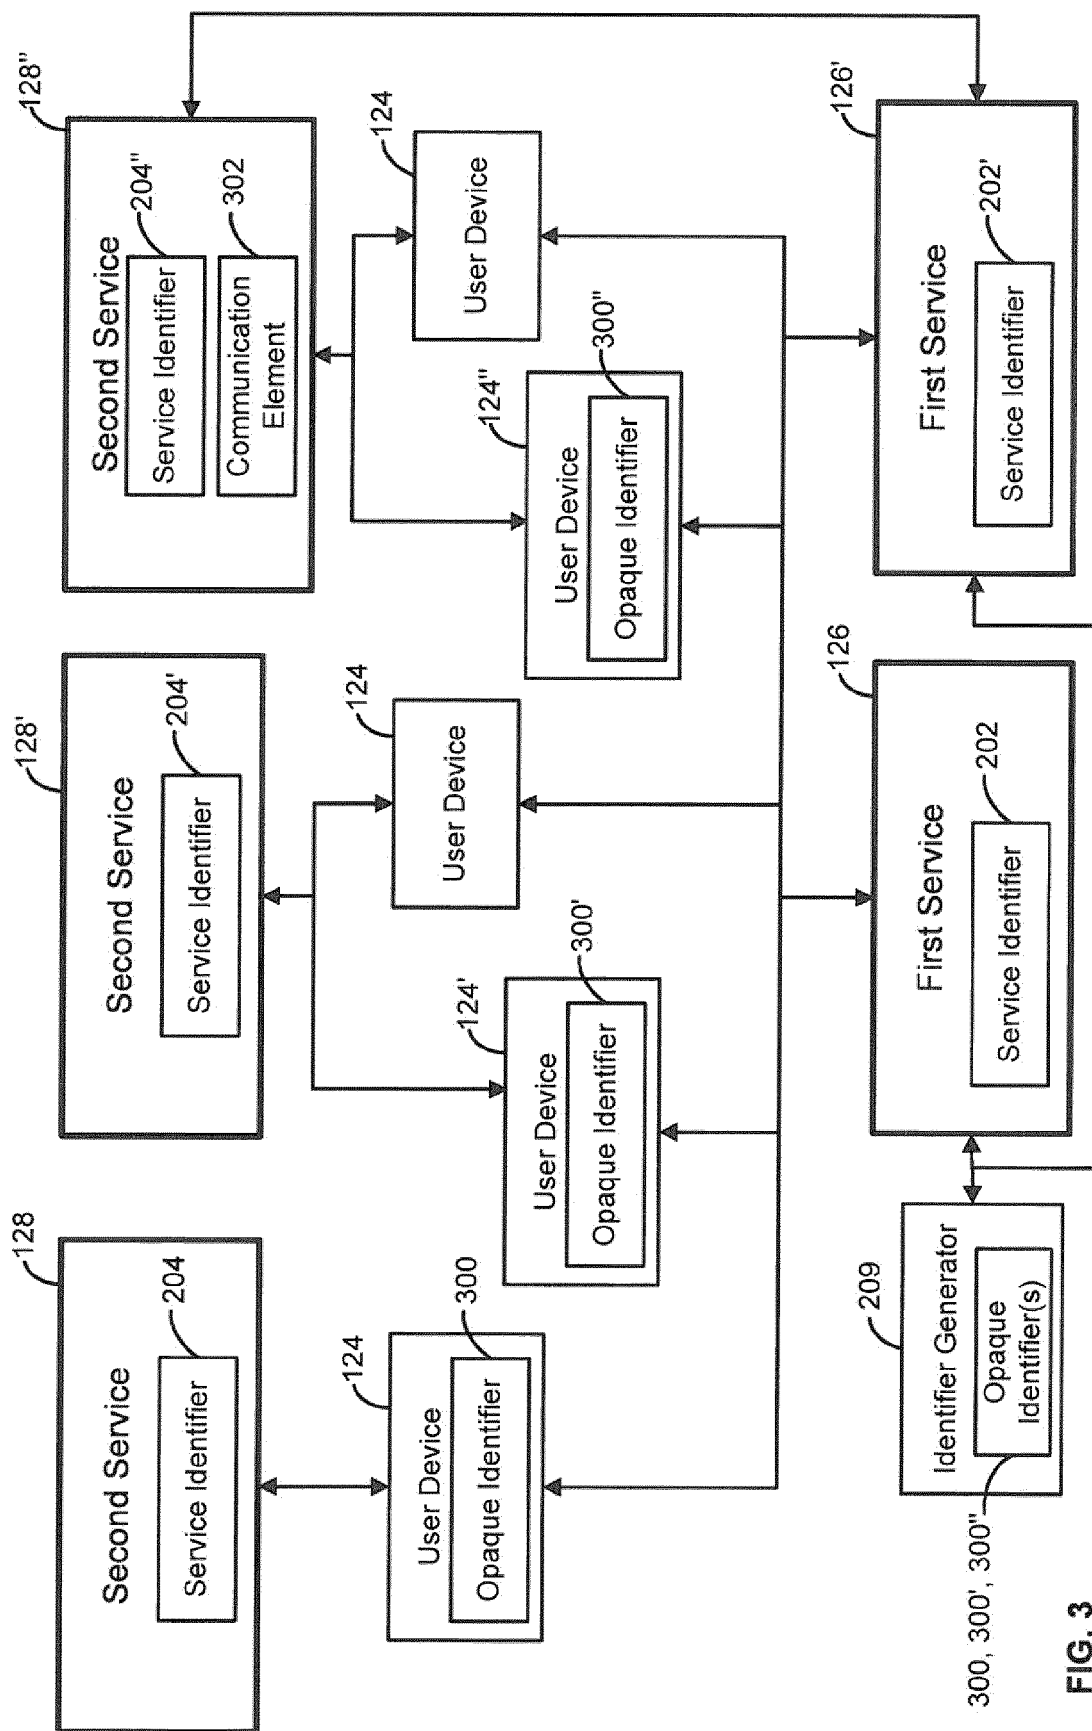 128
Second Service
204
Service Identifier
128'
Second Service
204'
Service Identifier
128"
Second Service
204"
Service Identifier
302
Communication
Element
124
User Device
300
Opaque Identifier
124'
User Device
300'
Opaque Identifier
124
User Device
124"
User Device
300"
Opaque Identifier
124
User Device
209
Identifier Generator
Opaque
Identifier(s)
300, 300', 300"
126
First Service
202
Service Identifier
126'
First Service
202'
Service Identifier
FIG. 3